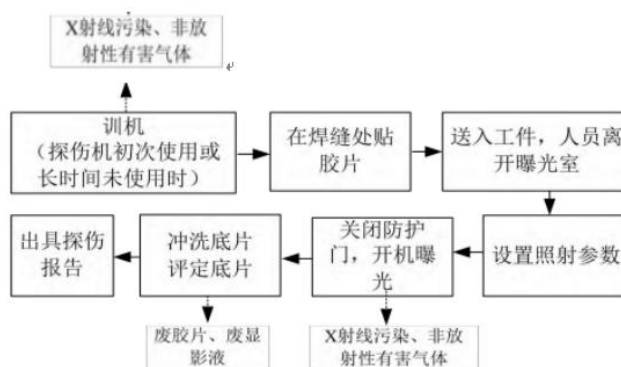 X射线污染、非放
射性有害气体
训机
(探伤机初次使用或
长时间未使用时)
在焊缝处贴
胶片
送入工件，人员离
开曝光室
设置照射参数
关闭防护
门，开机曝
光
冲洗底片
评定底片
出具探伤
报告
废胶片、废显
影液
X射线污染、非放
射性有害气体